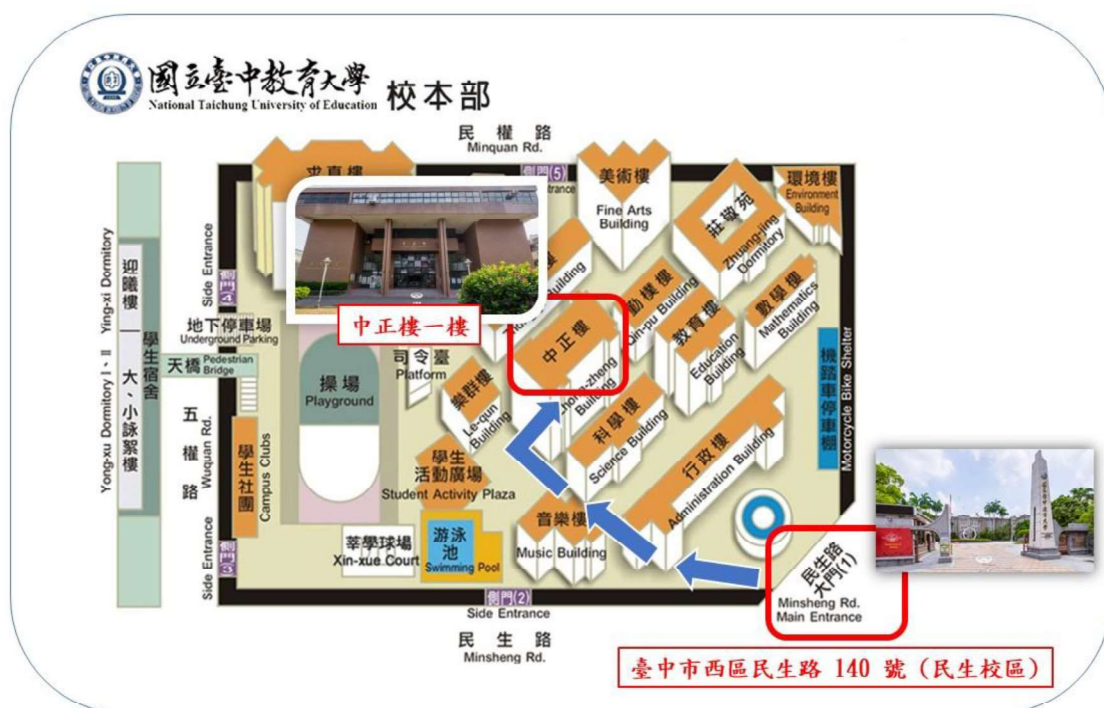 國立臺中教育大學
National Taichung University of Education
校本部
民權路
Minquan Rd.
求真樓
側門(5)
美術樓
Fine Arts
Building
莊敬苑
Zhuang-jing
Dormitory
環境樓
Environment
Building
迎曦樓
Ying-xi Dormitory
大、小詠絮樓
Yong-xu Dormitory I、II
學生宿舍
Side Entrance
側門4
地下停車場
Underground Parking
天橋
Pedestrian
Bridge
五權路
Wuquan Rd.
學生社團
Campus Clubs
側門3
Side Entrance
中正樓一樓
操場
Playground
司令臺
Platform
樂群樓
Le-qun
Building
中正樓
Building
勤樸樓
Qin-pu Building
教育樓
Education
Building
數學樓
Mathematics
Building
科學樓
Science Building
行政樓
Administration Building
機踏車停車棚
Motorcycle Bike Shelter
學生
活動廣場
Student Activity Plaza
莘學球場
Xin-xue Court
游泳池
Swimming Pool
音樂樓
Music Building
側門(2)
Side Entrance
民生路
Minsheng Rd.
民生路
大門(1)
Minsheng Rd.
Main Entrance
臺中市西區民生路 140 號 (民生校區)